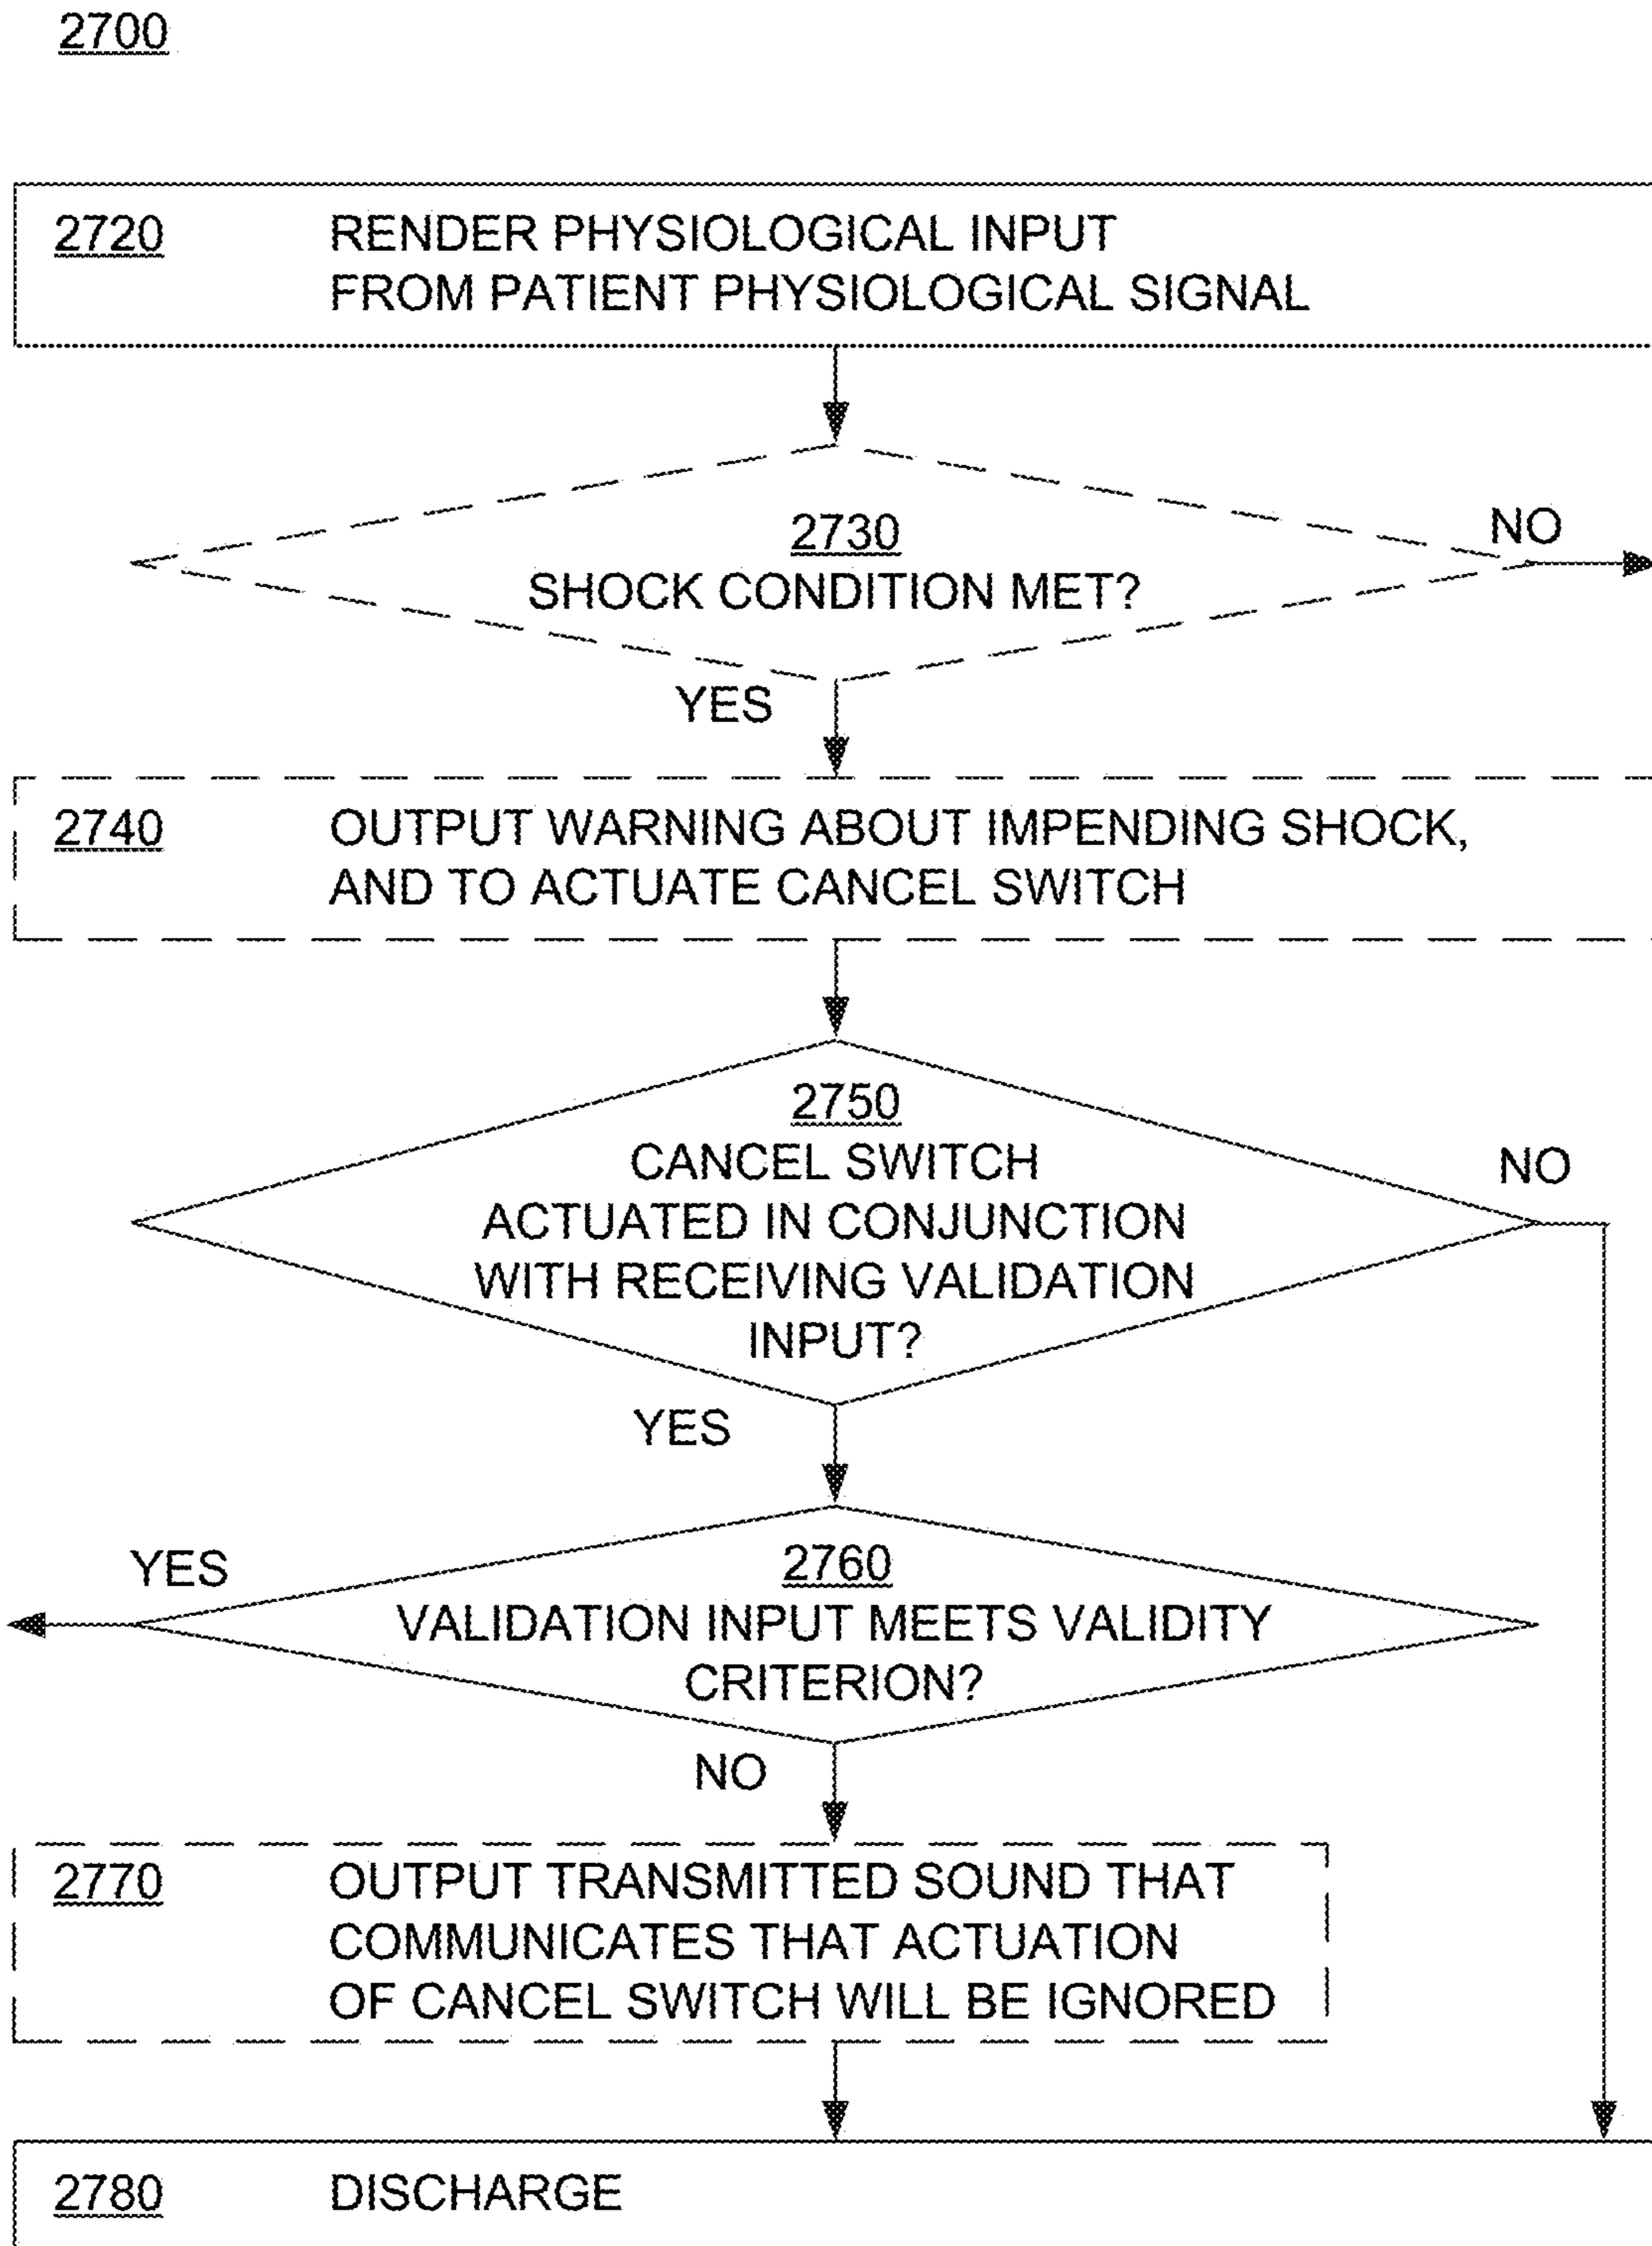 2700
2720 RENDER PHYSIOLOGICAL INPUT
FROM PATIENT PHYSIOLOGICAL SIGNAL
2730
SHOCK CONDITION MET?
NO
YES
2740 OUTPUT WARNING ABOUT IMPENDING SHOCK,
AND TO ACTUATE CANCEL SWITCH
2750
CANCEL SWITCH
ACTUATED IN CONJUNCTION
WITH RECEIVING VALIDATION
INPUT?
NO
YES
2760
VALIDATION INPUT MEETS VALIDITY
CRITERION?
YES
NO
2770 OUTPUT TRANSMITTED SOUND THAT
COMMUNICATES THAT ACTUATION
OF CANCEL SWITCH WILL BE IGNORED
2780 DISCHARGE